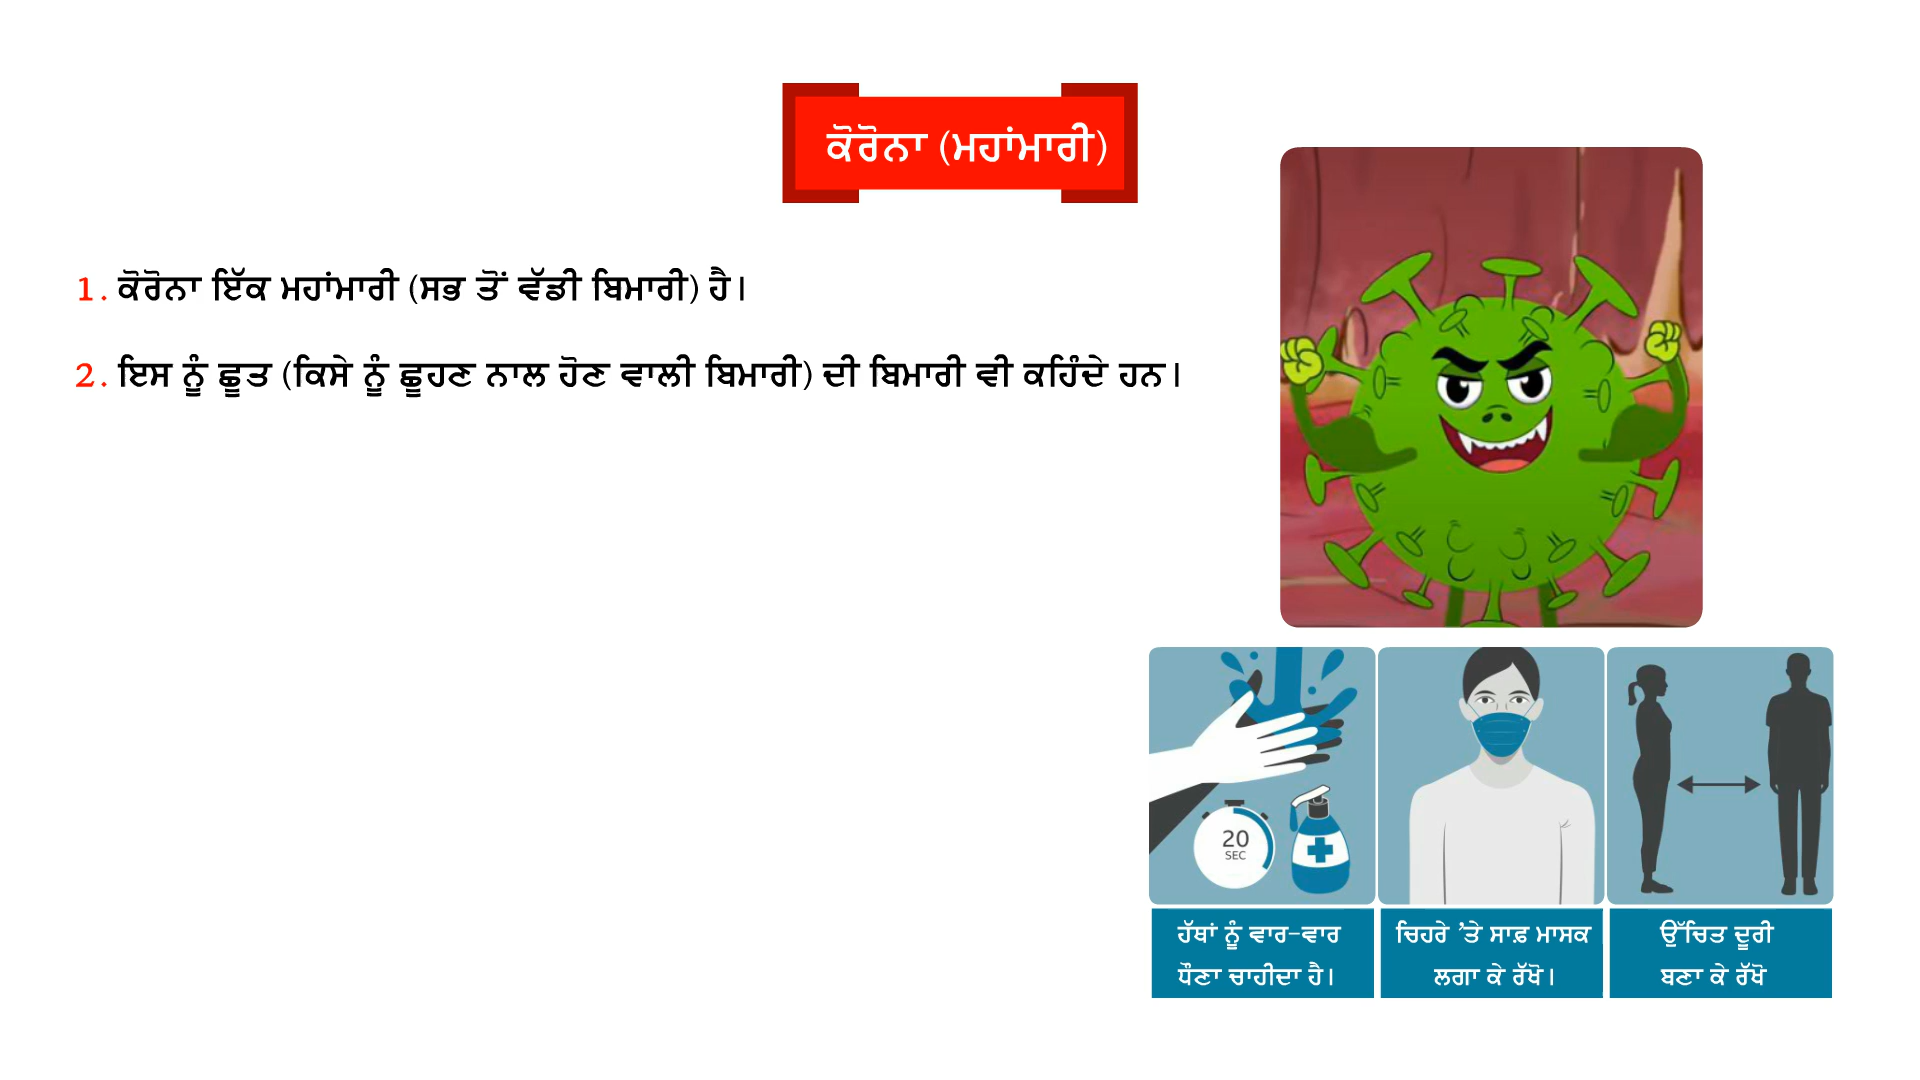 ਕੋਰੋਨਾ (ਮਹਾਂਮਾਰੀ)
1. ਕੋਰੋਨਾ ਇੱਕ ਮਹਾਂਮਾਰੀ (ਸਭ ਤੋਂ ਵੱਡੀ ਬਿਮਾਰੀ) ਹੈ।
2. ਇਸ ਨੂੰ ਛੂਤ (ਕਿਸੇ ਨੂੰ ਛੂਹਣ ਨਾਲ ਹੋਣ ਵਾਲੀ ਬਿਮਾਰੀ) ਦੀ ਬਿਮਾਰੀ ਵੀ ਕਹਿੰਦੇ ਹਨ।
20
SEC
ਹੱਥਾਂ ਨੂੰ ਵਾਰ-ਵਾਰ
ਧੌਣਾ ਚਾਹੀਦਾ ਹੈ।
ਚਿਹਰੇ ’ਤੇ ਸਾਫ਼ ਮਾਸਕ
ਲਗਾ ਕੇ ਰੱਖੋ।
ਉੱਚਿਤ ਦੂਰੀ
ਬਣਾ ਕੇ ਰੱਖੋ